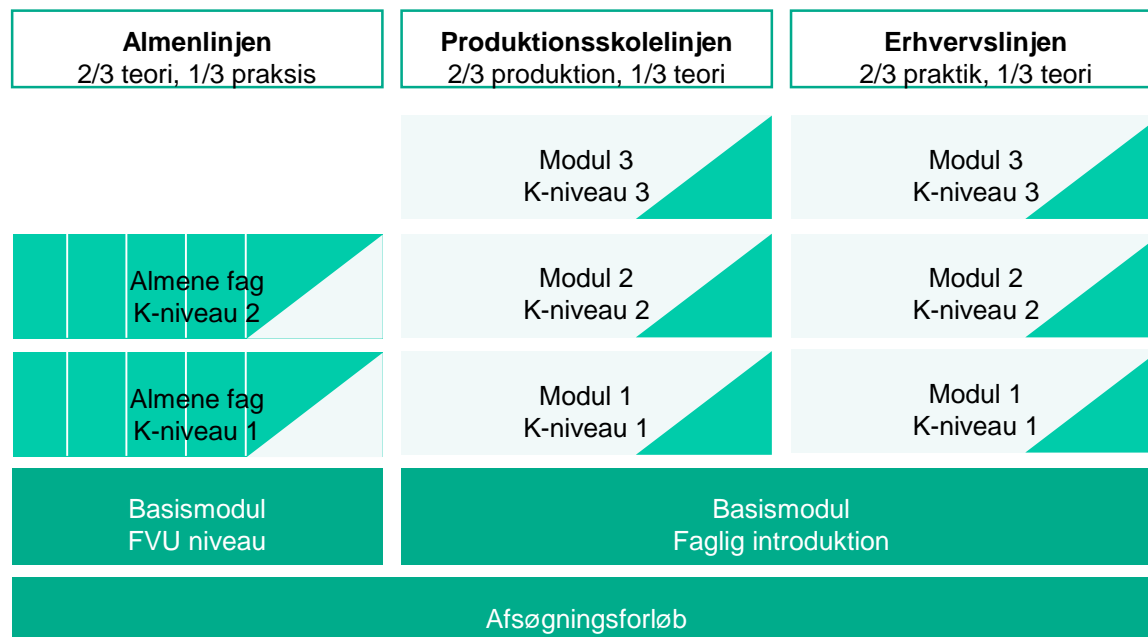 Almenlinjen
2/3 teori, 1/3 praksis
Produktionsskolelinjen
2/3 produktion, 1/3 teori
Erhvervslinjen
2/3 praktik, 1/3 teori
Modul 3
K-niveau 3
Modul 3
K-niveau 3
Almene fag
K-niveau 2
Modul 2
K-niveau 2
Modul 2
K-niveau 2
Almene fag
K-niveau 1
Modul 1
K-niveau 1
Modul 1
K-niveau 1
Basismodul
FVU niveau
Basismodul
Faglig introduktion
Afsøgningsforløb